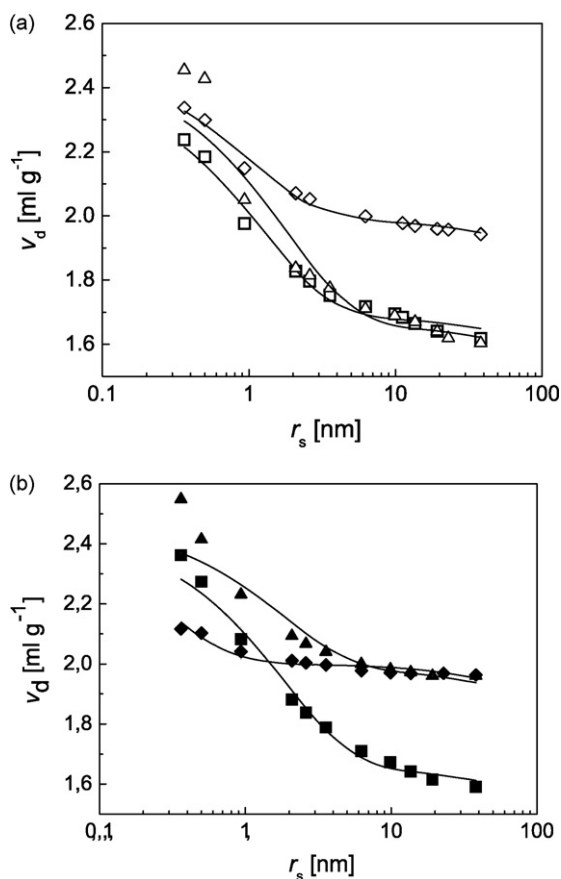 (a)
2.6
2.4
2.2
2.0
1.8
1.6
v_d [ml g⁻¹]
0.1 1 10 100
r_s [nm]
(b)
2,6
2,4
2,2
2,0
1,8
1,6
v_d [ml g⁻¹]
0,1,1 1, 10 100
r_s [nm]